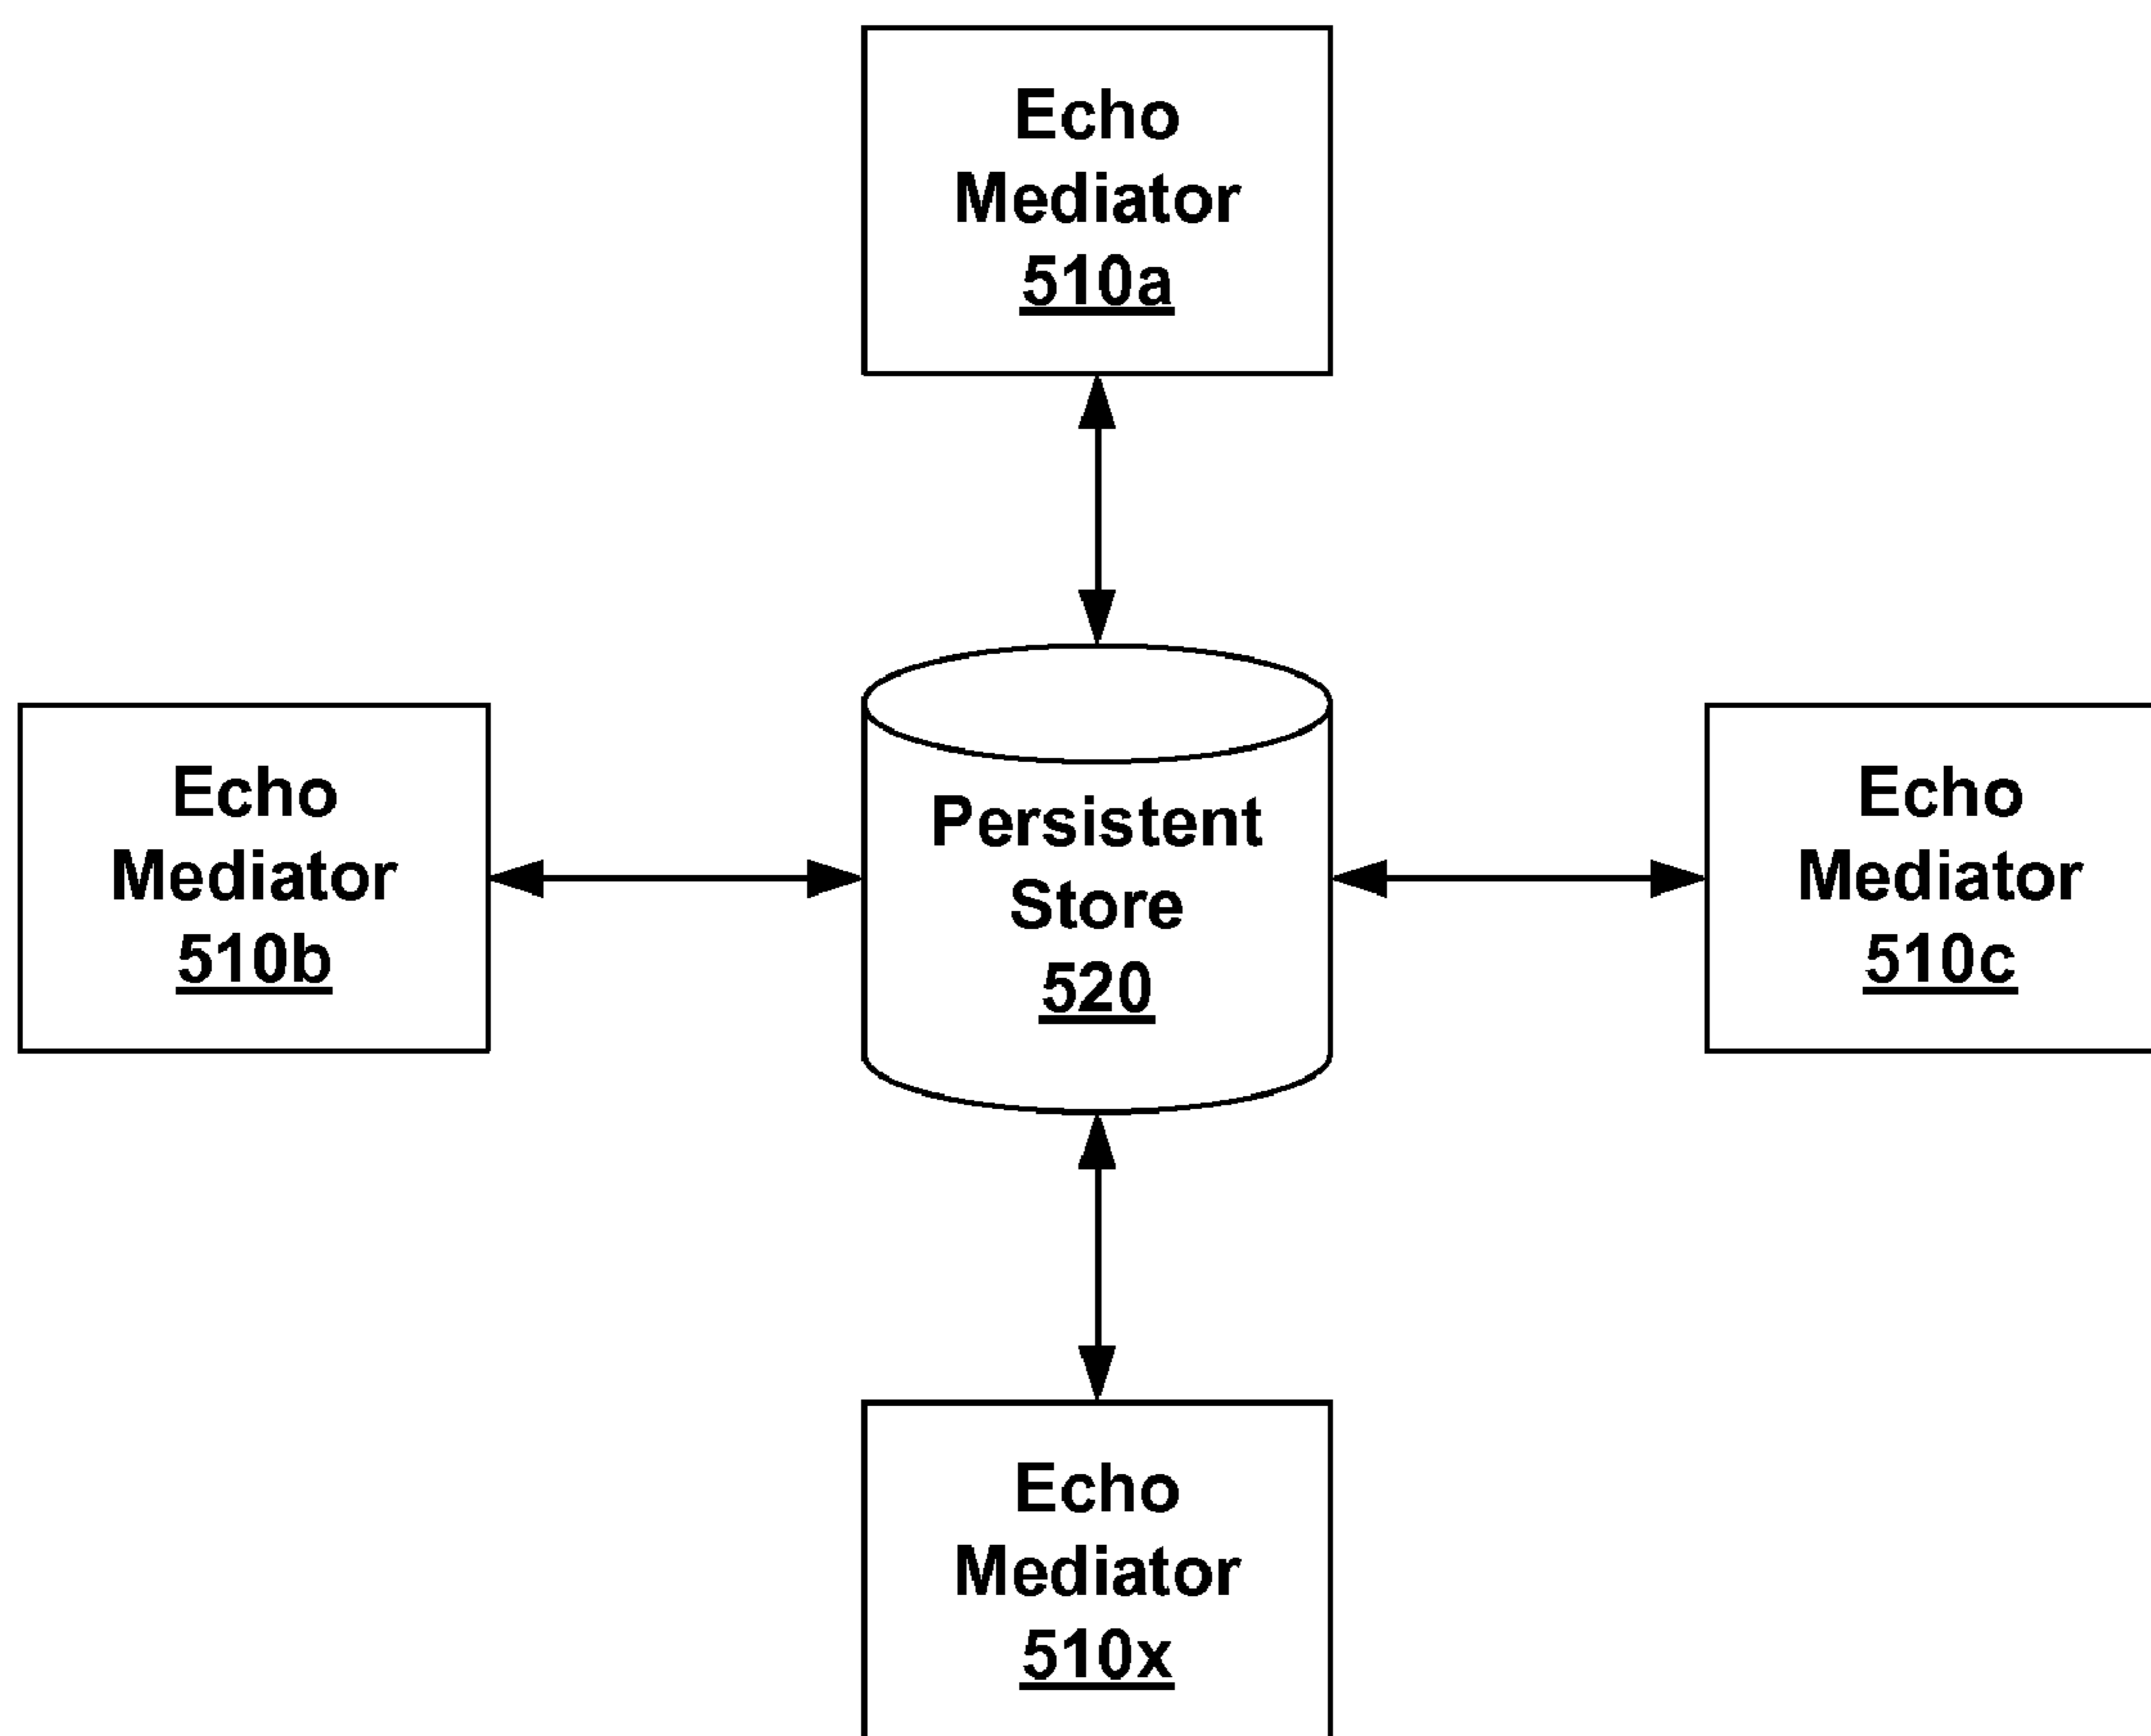 Echo
Mediator
510a
Echo
Mediator
510b
Persistent
Store
520
Echo
Mediator
510c
Echo
Mediator
510x